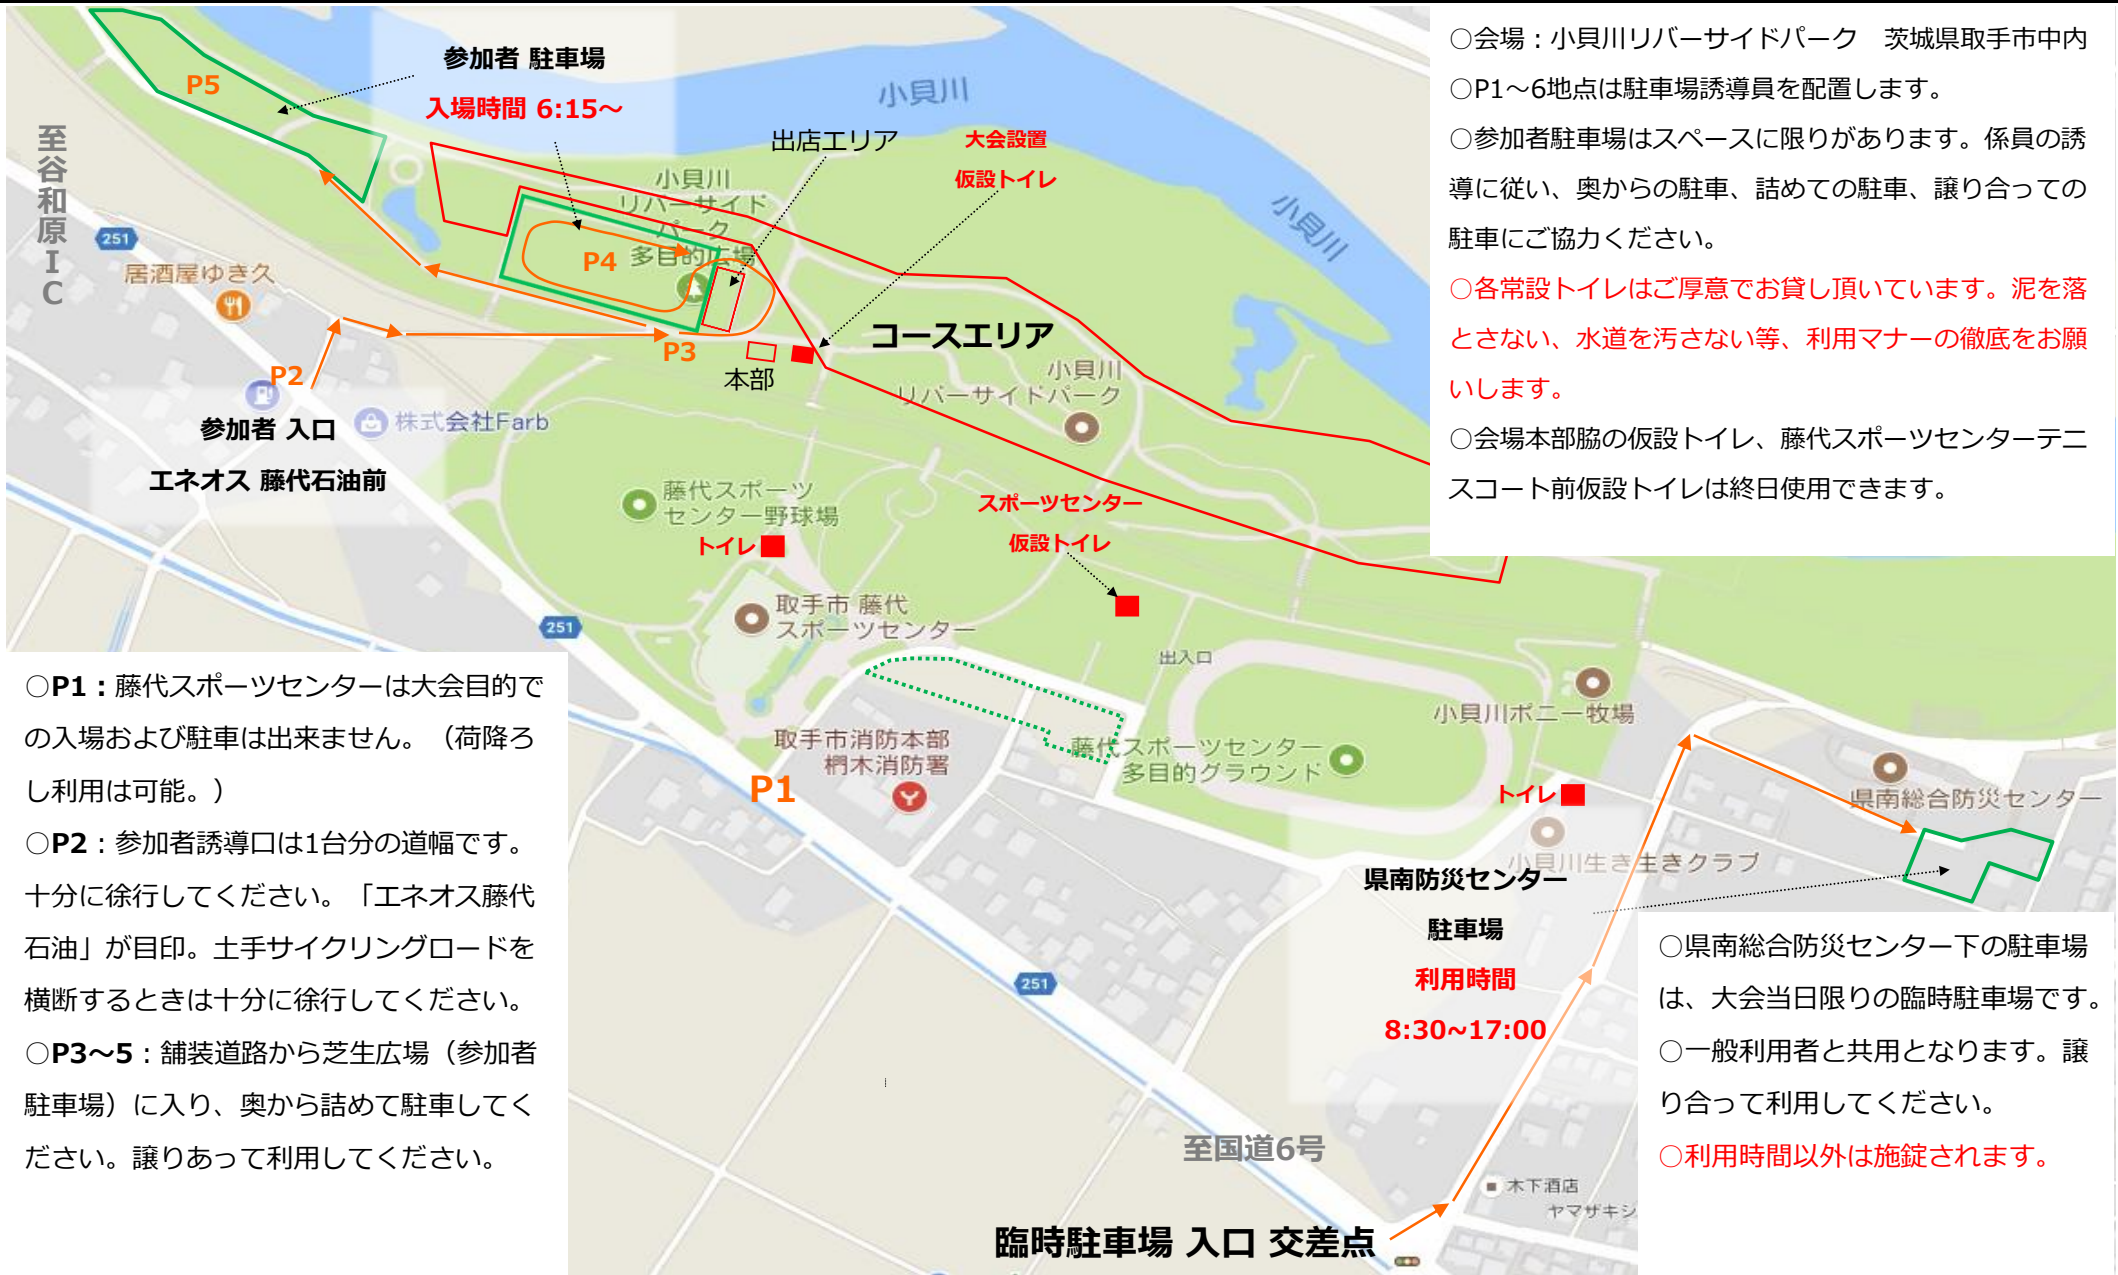 参加者 駐車場
入場時間 6:15～
P5
至谷和原IC
251
居酒屋ゆき久
小貝川
出店エリア
大会設置
仮設トイレ
小貝川
リバーサイド
パーク
多目的広場
P4
小貝川
P3
本部
コースエリア
小貝川
リバーサイドパーク
P2
参加者 入口
エネオス 藤代石油前
株式会社Farb
○会場：小貝川リバーサイドパーク　茨城県取手市中内
○P1～6地点は駐車場誘導員を配置します。
○参加者駐車場はスペースに限りがあります。係員の誘
導に従い、奥からの駐車、詰めての駐車、譲り合っての
駐車にご協力ください。
○各常設トイレはご厚意でお貸し頂いています。泥を落
とさない、水道を汚さない等、利用マナーの徹底をお願
いします。
○会場本部脇の仮設トイレ、藤代スポーツセンターテニ
スコート前仮設トイレは終日使用できます。
藤代スポーツ
センター野球場
トイレ
スポーツセンター
仮設トイレ
251
取手市 藤代
スポーツセンター
出入口
小貝川ポニー牧場
取手市消防本部
椚木消防署
P1
藤代スポーツセンター
多目的グラウンド
トイレ
県南総合防災センター
小貝川生き生きクラブ
県南防災センター
駐車場
利用時間
8:30~17:00
251
○P1：藤代スポーツセンターは大会目的で
の入場および駐車は出来ません。（荷降ろ
し利用は可能。）
○P2：参加者誘導口は1台分の道幅です。
十分に徐行してください。「エネオス藤代
石油」が目印。土手サイクリングロードを
横断するときは十分に徐行してください。
○P3～5：舗装道路から芝生広場（参加者
駐車場）に入り、奥から詰めて駐車してく
ださい。譲りあって利用してください。
○県南総合防災センター下の駐車場
は、大会当日限りの臨時駐車場です。
○一般利用者と共用となります。譲
り合って利用してください。
○利用時間以外は施錠されます。
至国道6号
木下酒店
ヤマザキシ
臨時駐車場 入口 交差点